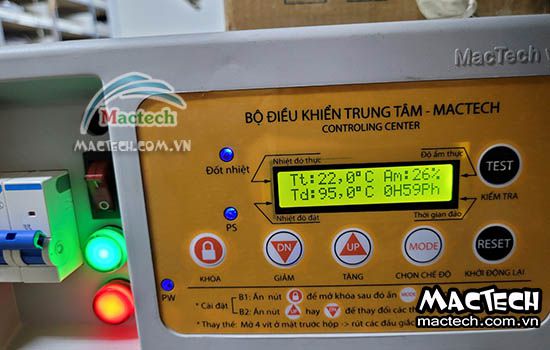 MacTech
BỘ ĐIỀU KHIỂN TRUNG TÂM - MACTECH
CONTROLING CENTER
Mactech
MACTECH.COM.VN
Nhiệt độ thực
Độ ẩm thực
Đốt nhiệt
Tt:22,0°C Am:26%
Td:95,0°C 0H59Ph
TEST
KIỂM TRA
PS
Nhiệt độ đặt
Thời gian đảo
DN
UP
MODE
RESET
KHÓA
GIẢM
TĂNG
CHỌN CHẾ ĐỘ
KHỞI ĐỘNG LẠI
PW
* Cài đặt
B1: Ấn nút để mở khóa sau đó ấn MODE
B2: Ấn nút DN hay UP để thay đổi các th
* Thay thế: Mở 4 vít ở mặt trước hộp -> rút các đầu giắc
MACTECH
mactech.com.vn